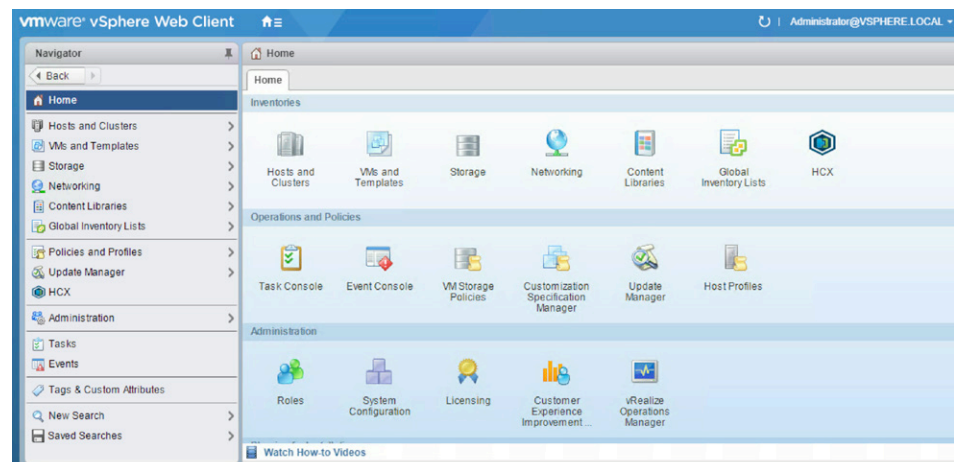 vmware® vSphere Web Client
Administrator@VSPHERE.LOCAL
Navigator
Back
Home
Hosts and Clusters
VMs and Templates
Storage
Networking
Content Libraries
Global Inventory Lists
Policies and Profiles
Update Manager
HCX
Administration
Tasks
Events
Tags & Custom Attributes
New Search
Saved Searches
Home
Home
Inventories
Hosts and
Clusters
VMs and
Templates
Storage
Networking
Content
Libraries
Global
Inventory Lists
HCX
Operations and Policies
Task Console
Event Console
VM Storage
Policies
Customization
Specification
Manager
Update
Manager
Host Profiles
Administration
Roles
System
Configuration
Licensing
Customer
Experience
Improvement ...
vRealize
Operations
Manager
Watch How-to Videos